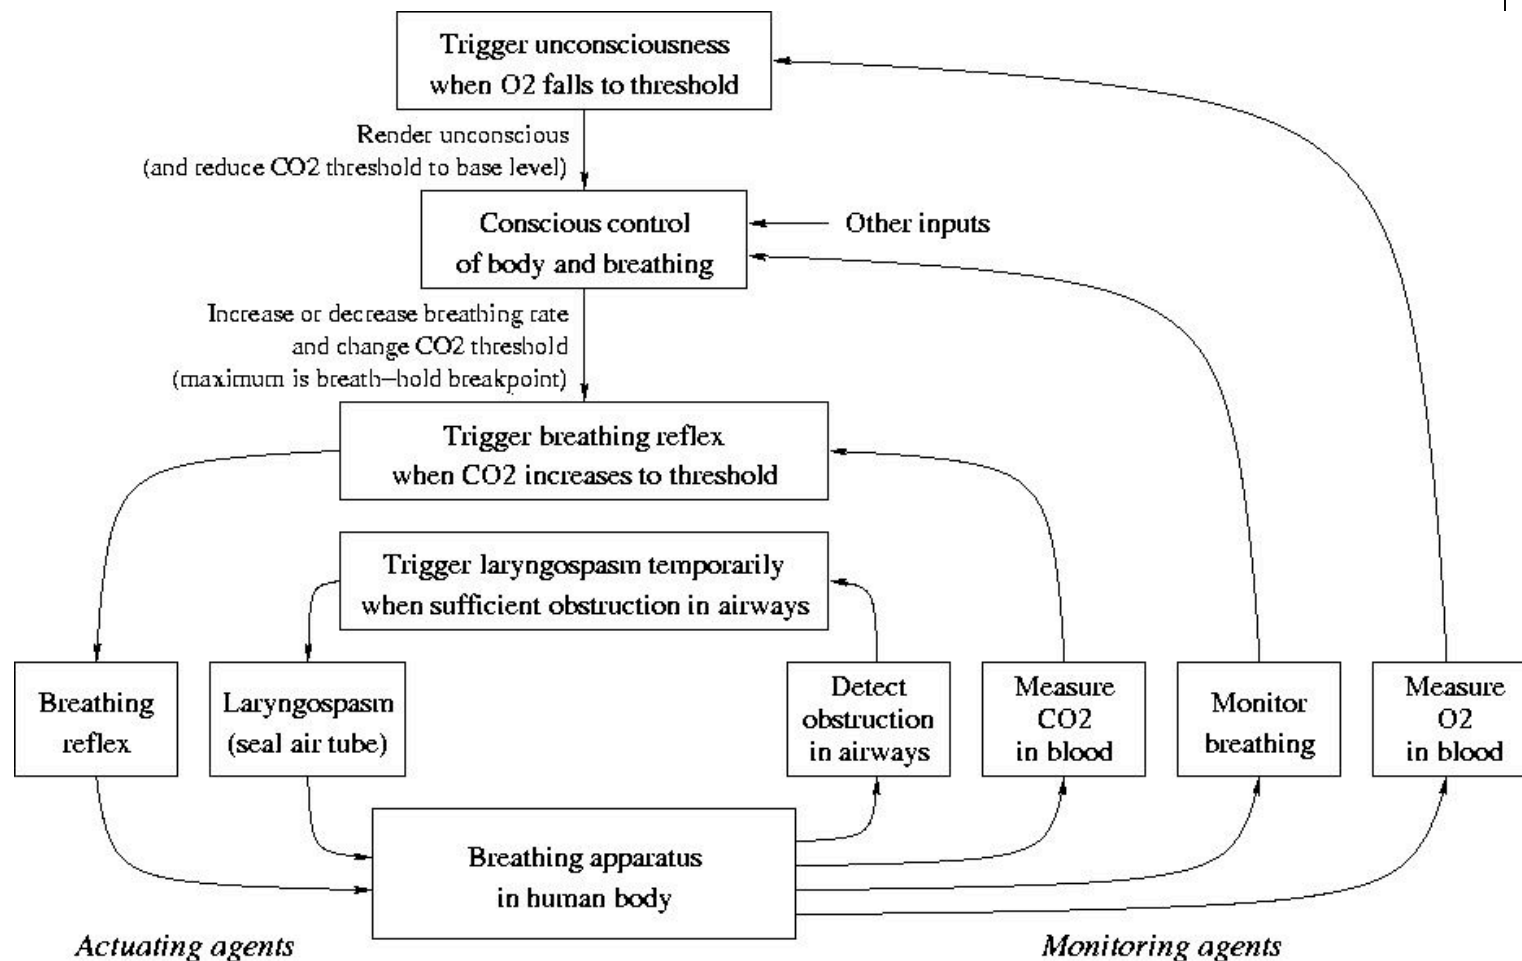 Trigger unconsciousness
when O2 falls to threshold
Render unconscious
(and reduce CO2 threshold to base level)
Conscious control
of body and breathing
Other inputs
Increase or decrease breathing rate
and change CO2 threshold
(maximum is breath-hold breakpoint)
Trigger breathing reflex
when CO2 increases to threshold
Trigger laryngospasm temporarily
when sufficient obstruction in airways
Breathing
reflex
Laryngospasm
(seal air tube)
Detect
obstruction
in airways
Measure
CO2
in blood
Monitor
breathing
Measure
O2
in blood
Breathing apparatus
in human body
Actuating agents
Monitoring agents